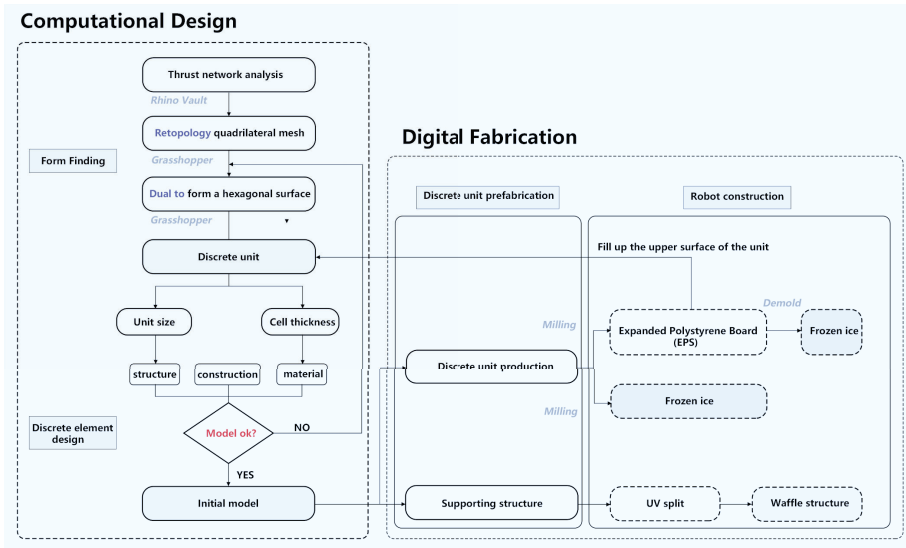 Computational Design
Thrust network analysis
Rhino Vault
Retopology quadrilateral mesh
Grasshopper
Form Finding
Dual to form a hexagonal surface
Grasshopper
Discrete unit
Unit size
Cell thickness
structure
construction
material
Discrete element
design
Model ok?
NO
YES
Initial model
Digital Fabrication
Discrete unit prefabrication
Robot construction
Fill up the upper surface of the unit
Demold
Milling
Expanded Polystyrene Board
(EPS)
Frozen ice
Discrete unit production
Frozen ice
Milling
Supporting structure
UV split
Waffle structure